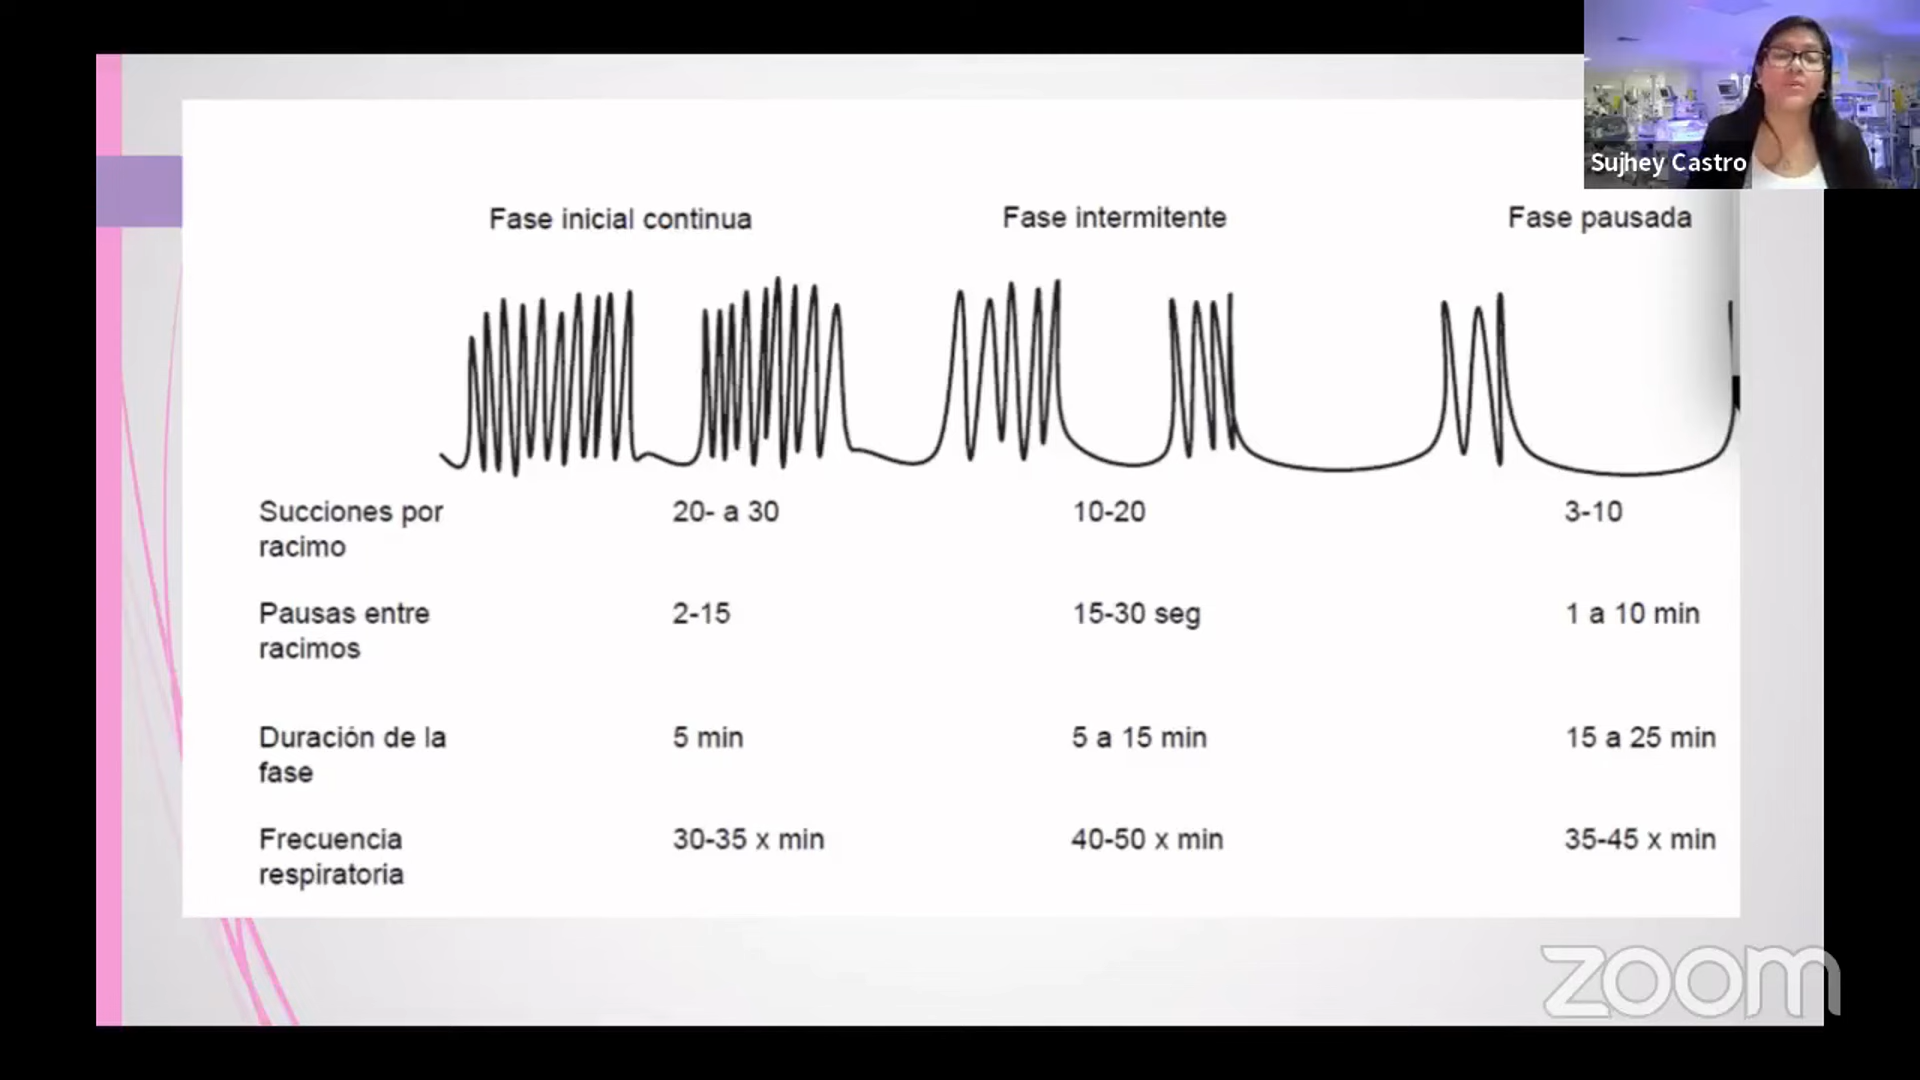 Sujhey Castro
Fase inicial continua
Fase intermitente
Fase pausada
Succiones por
racimo
20- a 30
10-20
3-10
Pausas entre
racimos
2-15
15-30 seg
1 a 10 min
Duración de la
fase
5 min
5 a 15 min
15 a 25 min
Frecuencia
respiratoria
30-35 x min
40-50 x min
35-45 x min
zoom